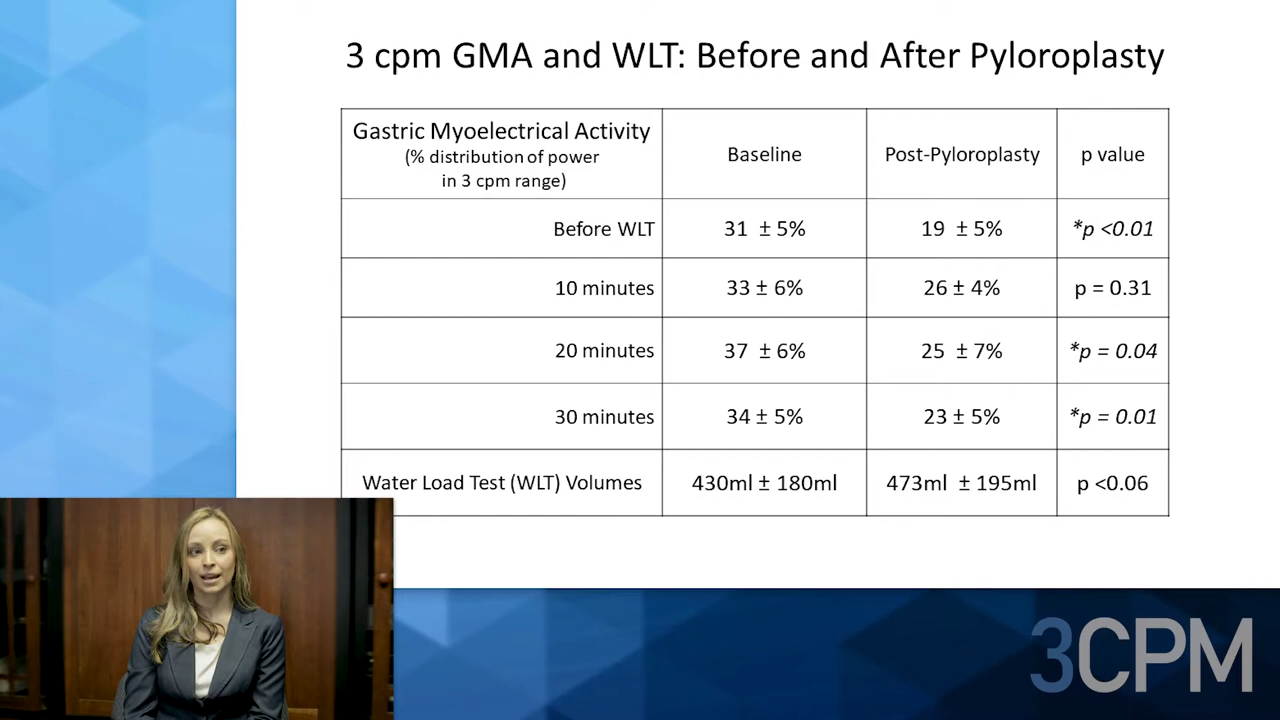 3 cpm GMA and WLT: Before and After Pyloroplasty
Gastric Myoelectrical Activity
(% distribution of power
in 3 cpm range)
Baseline
Post-Pyloroplasty
p value
Before WLT
31 ± 5%
19 ± 5%
*p <0.01
10 minutes
33 ± 6%
26 ± 4%
p = 0.31
20 minutes
37 ± 6%
25 ± 7%
*p = 0.04
30 minutes
34 ± 5%
23 ± 5%
*p = 0.01
Water Load Test (WLT) Volumes
430ml ± 180ml
473ml ± 195ml
p <0.06
3CPM